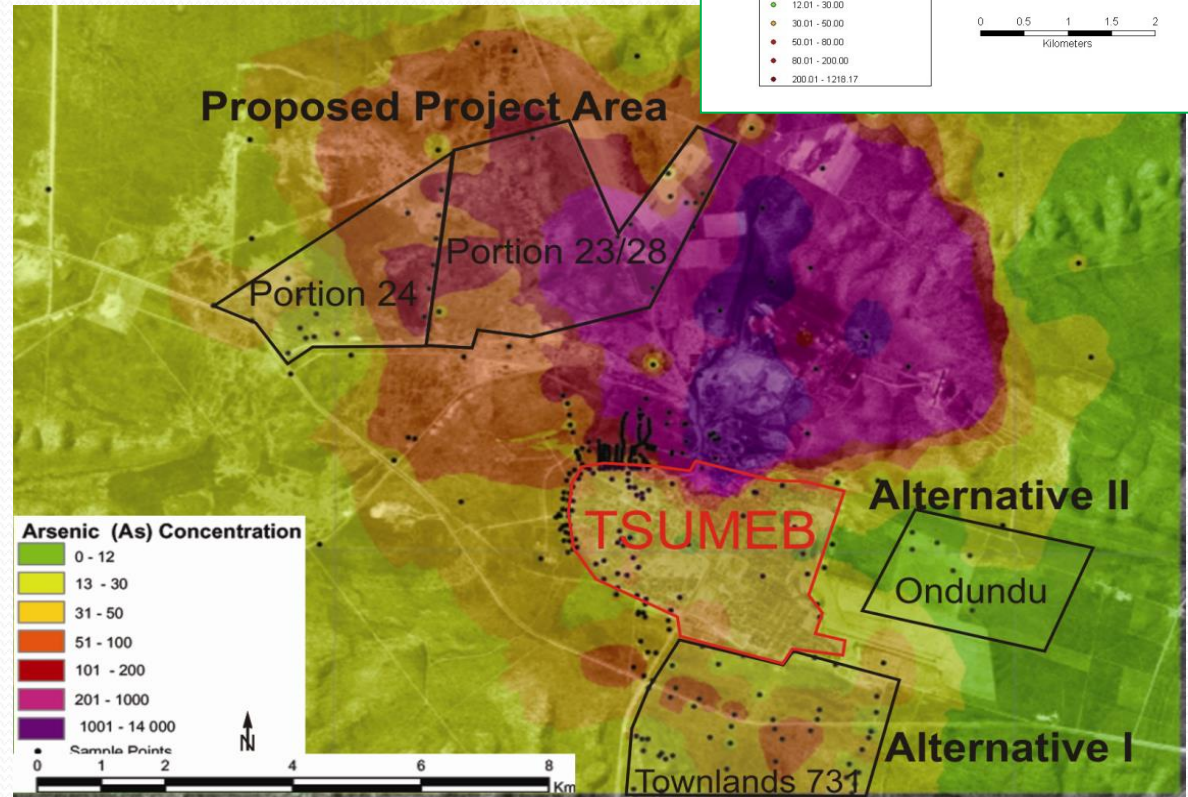 12.01 - 30.00
30.01 - 50.00
50.01 - 80.00
80.01 - 200.00
200.01 - 1218.17
0 0.5 1 1.5 2
Kilometers
Proposed Project Area
Portion 23/28
Portion 24
TSUMEB
Alternative II
Ondundu
Alternative I
Townlands 731
Arsenic (As) Concentration
0 - 12
13 - 30
31 - 50
51 - 100
101 - 200
201 - 1000
1001 - 14 000
Sample Points
N
0 1 2 4 6 8
Km